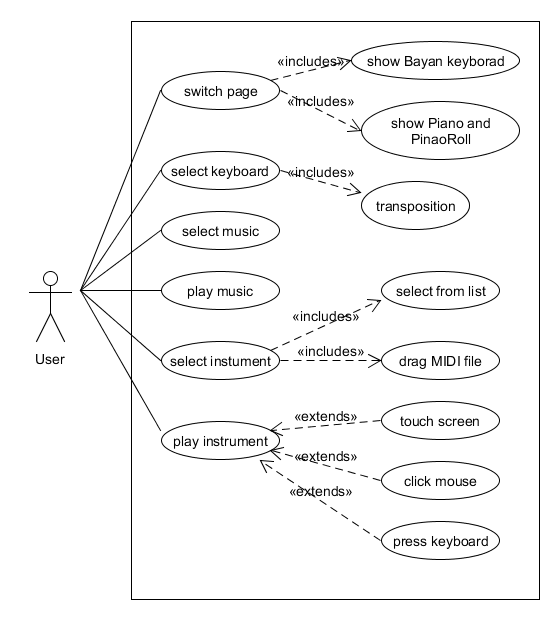 «includes»
show Bayan keyborad
switch page
«includes»
show Piano and
PinaoRoll
select keyboard
«includes»
transposition
select music
play music
select from list
«includes»
User
select instument
«includes»
drag MIDI file
«extends»
touch screen
play instrument
«extends»
click mouse
«extends»
press keyboard